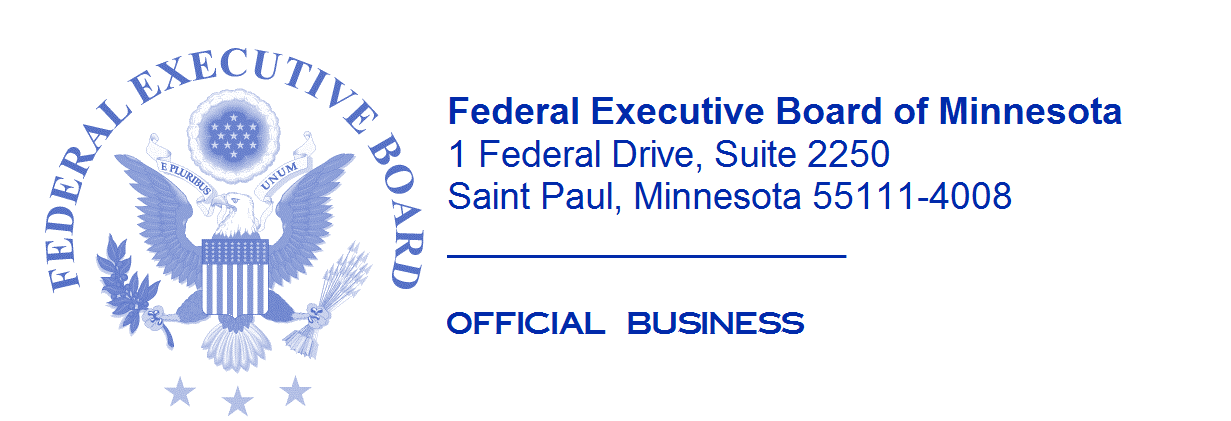 FEDERAL EXECUTIVE BOARD
E PLURIBUS UNUM
Federal Executive Board of Minnesota
1 Federal Drive, Suite 2250
Saint Paul, Minnesota 55111-4008
OFFICIAL BUSINESS